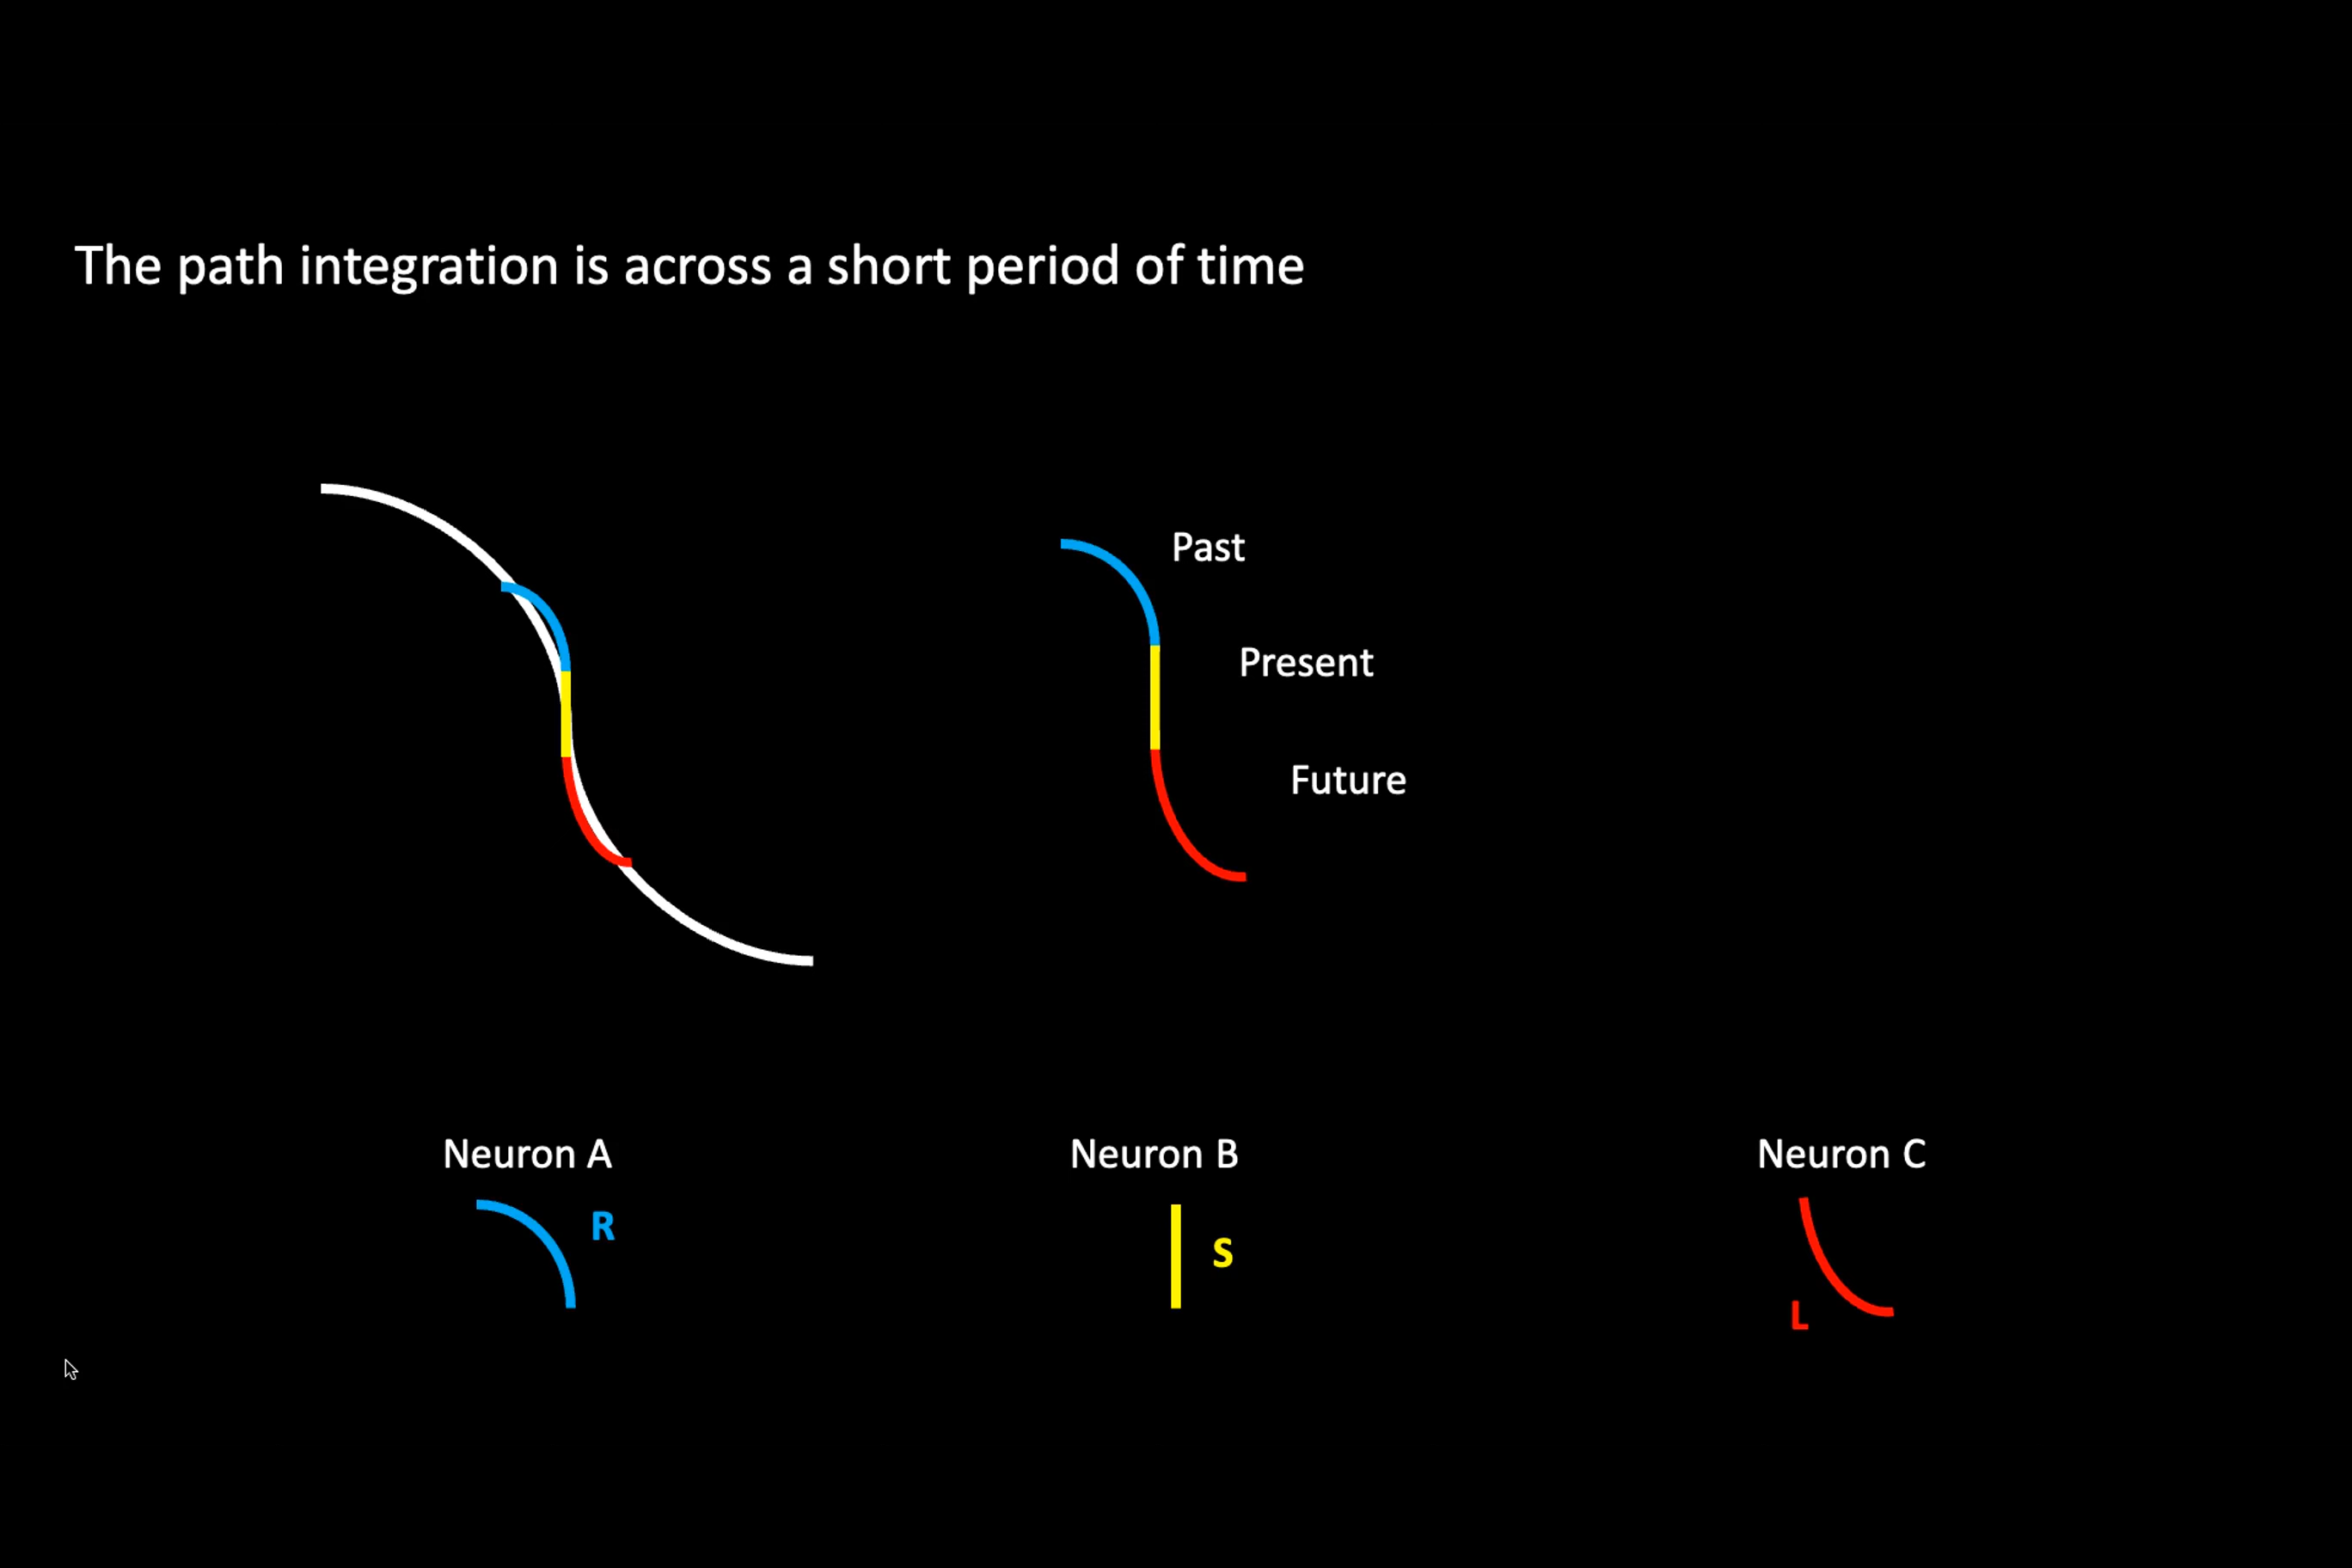 The path integration is across a short period of time
Past
Present
Future
Neuron A
Neuron B
Neuron C
R
S
L